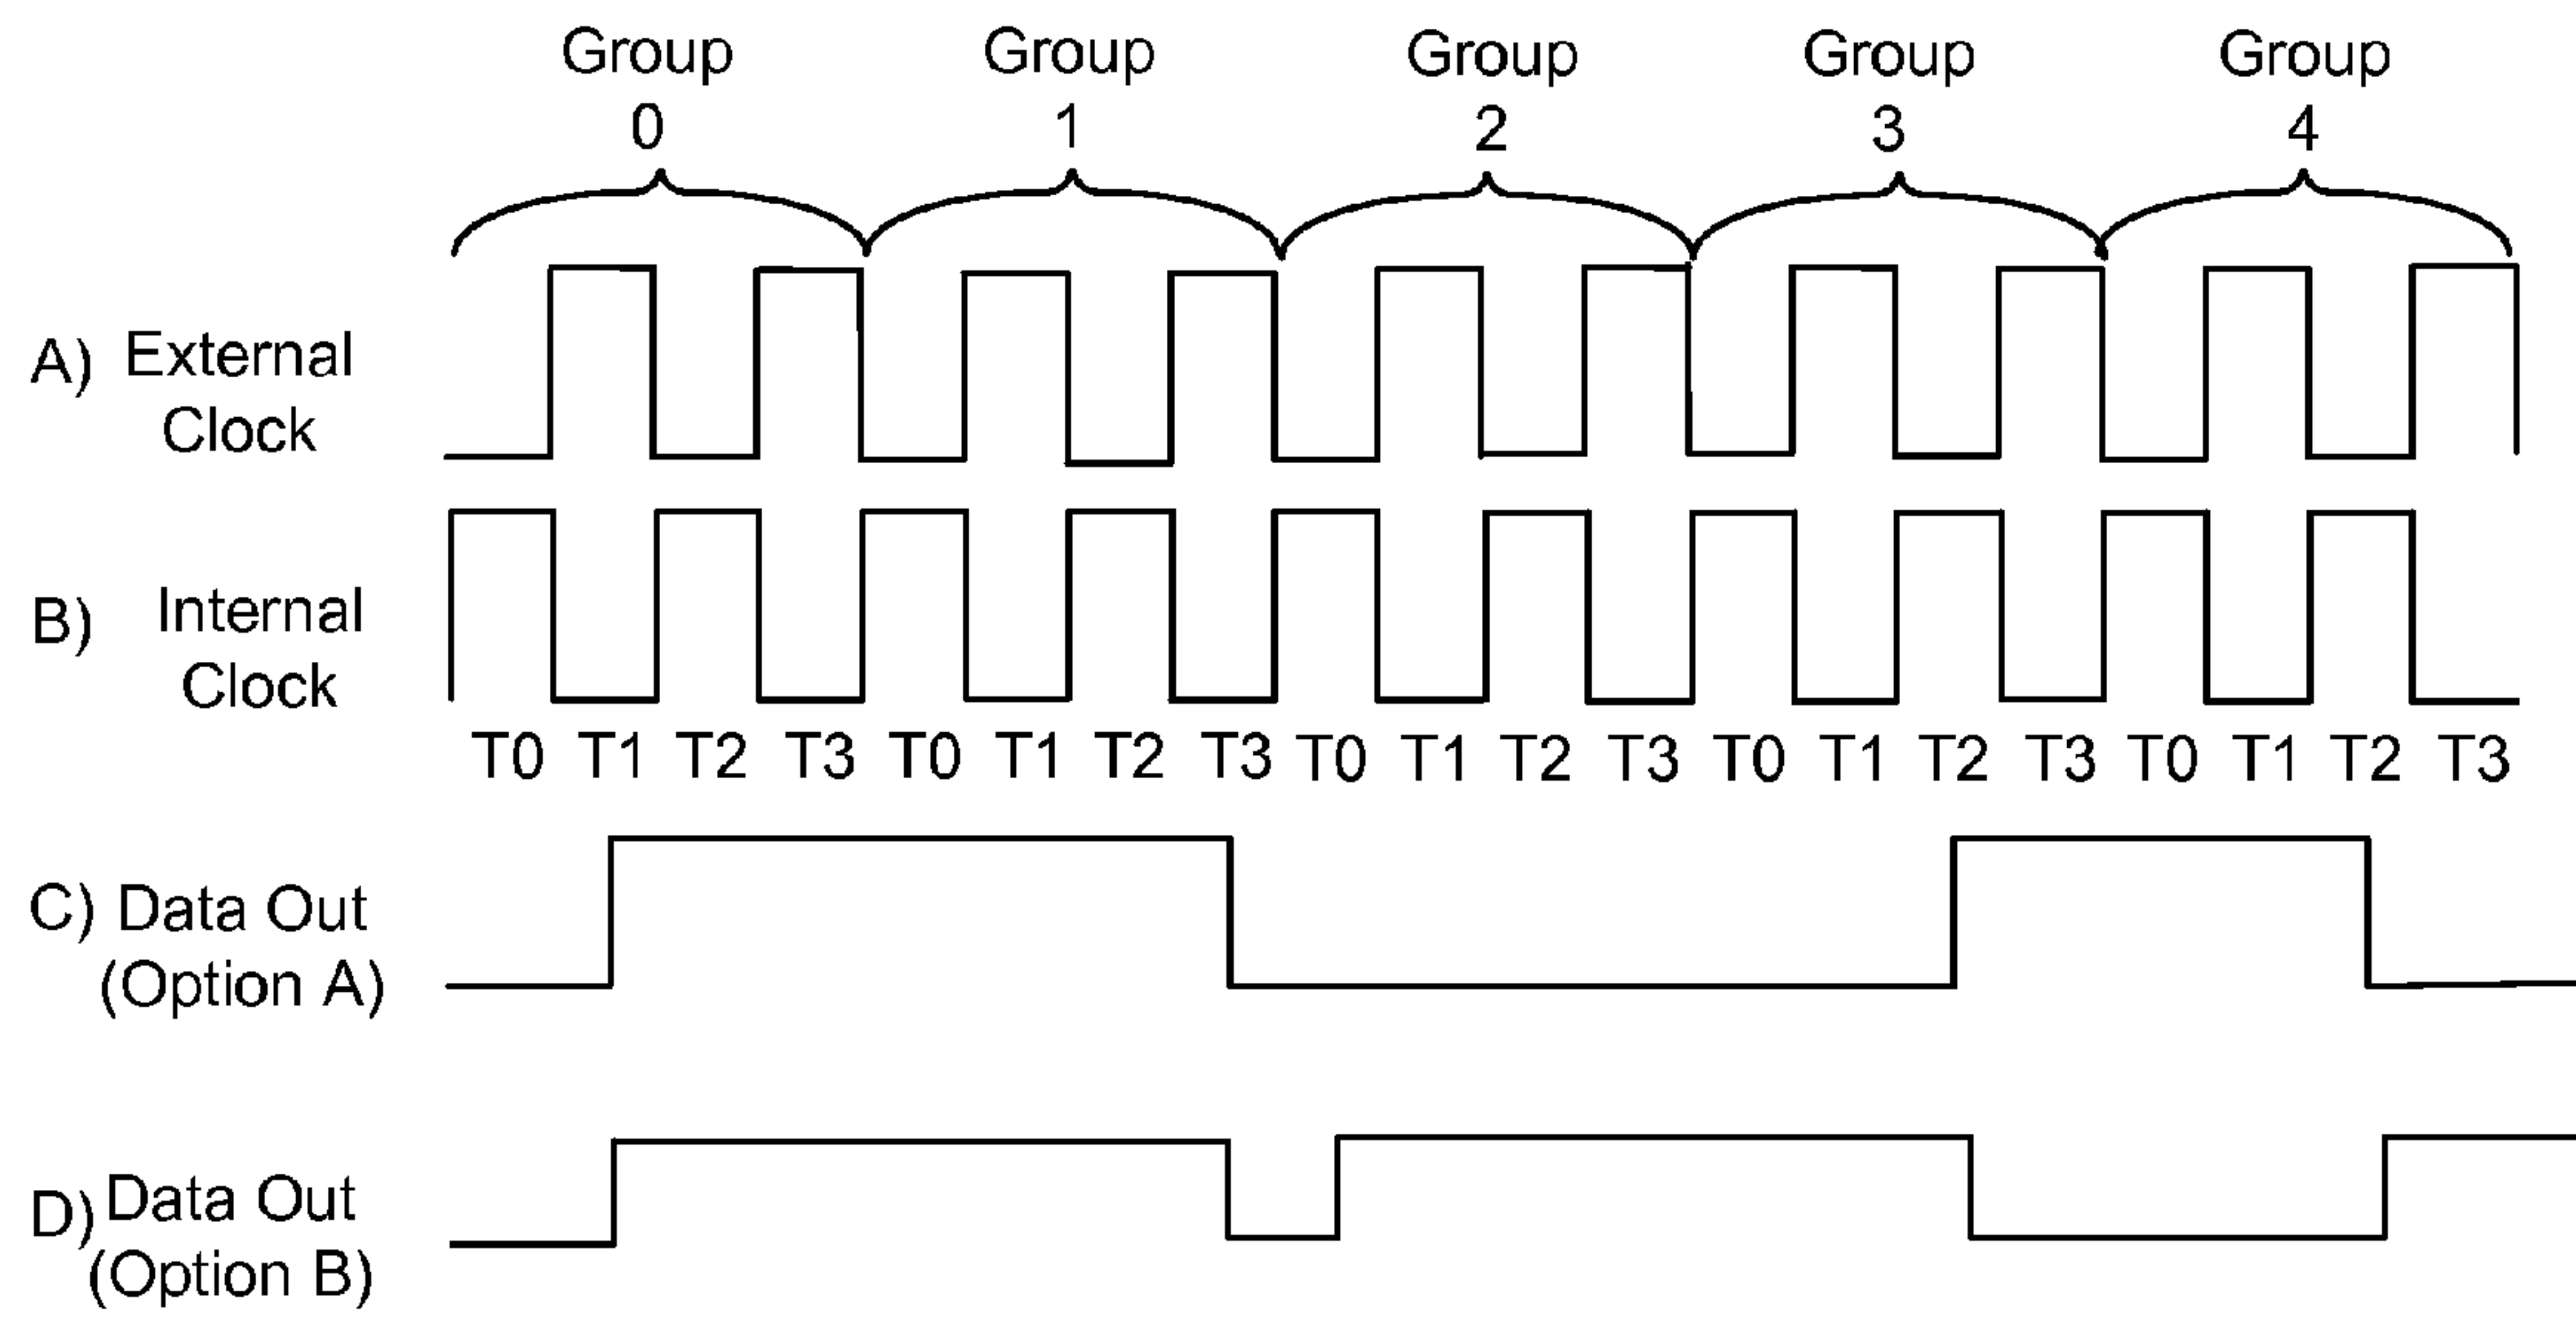 Group Group Group Group Group
0 1 2 3 4
A) External
Clock
B) Internal
Clock
T0 T1 T2 T3 T0 T1 T2 T3 T0 T1 T2 T3 T0 T1 T2 T3 T0 T1 T2 T3
C) Data Out
(Option A)
D) Data Out
(Option B)